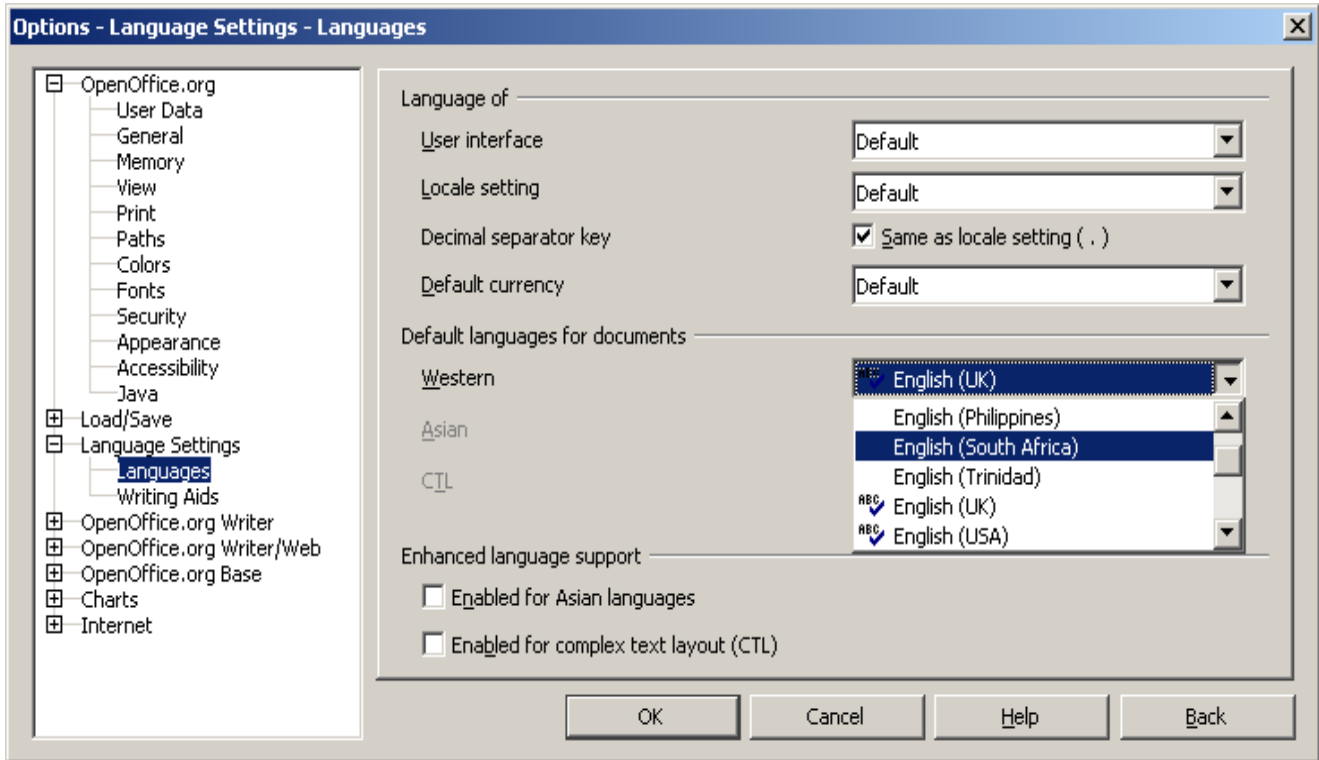 Options - Language Settings - Languages
OpenOffice.org
User Data
General
Memory
View
Print
Paths
Colors
Fonts
Security
Appearance
Accessibility
Java
Load/Save
Language Settings
Languages
Writing Aids
OpenOffice.org Writer
OpenOffice.org Writer/Web
OpenOffice.org Base
Charts
Internet
Language of
User interface Default
Locale setting Default
Decimal separator key Same as locale setting ( . )
Default currency Default
Default languages for documents
Western ABC English (UK)
English (Philippines)
Asian
English (South Africa)
CTL
English (Trinidad)
ABC English (UK)
ABC English (USA)
Enhanced language support
Enabled for Asian languages
Enabled for complex text layout (CTL)
OK Cancel Help Back